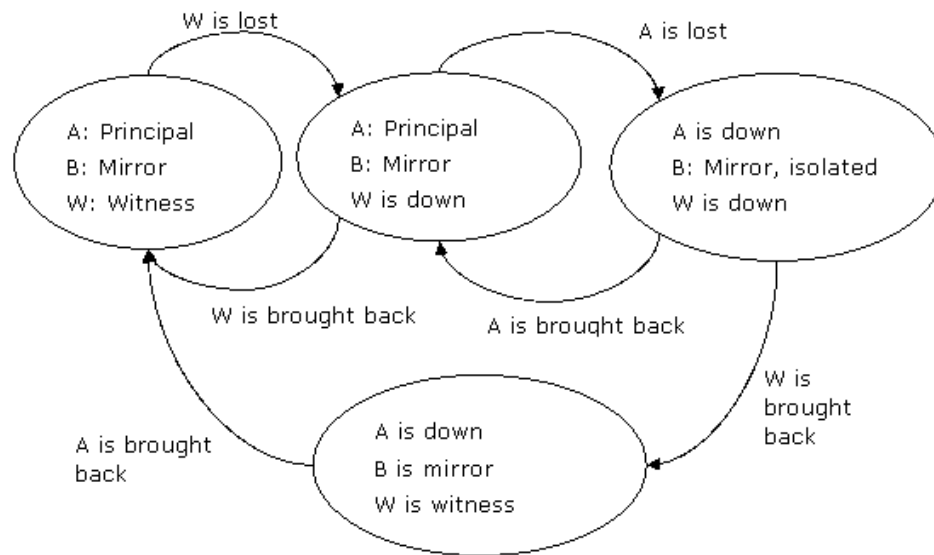 W is lost
A is lost
A: Principal
B: Mirror
W: Witness
A: Principal
B: Mirror
W is down
A is down
B: Mirror, isolated
W is down
W is brought back
A is brought back
W is
brought
back
A is brought
back
A is down
B is mirror
W is witness